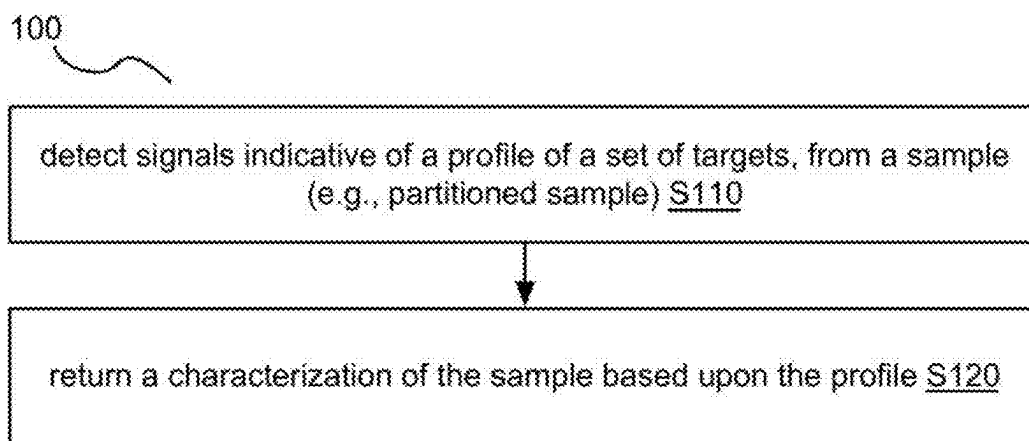 100
detect signals indicative of a profile of a set of targets, from a sample
(e.g., partitioned sample) S110
return a characterization of the sample based upon the profile S120